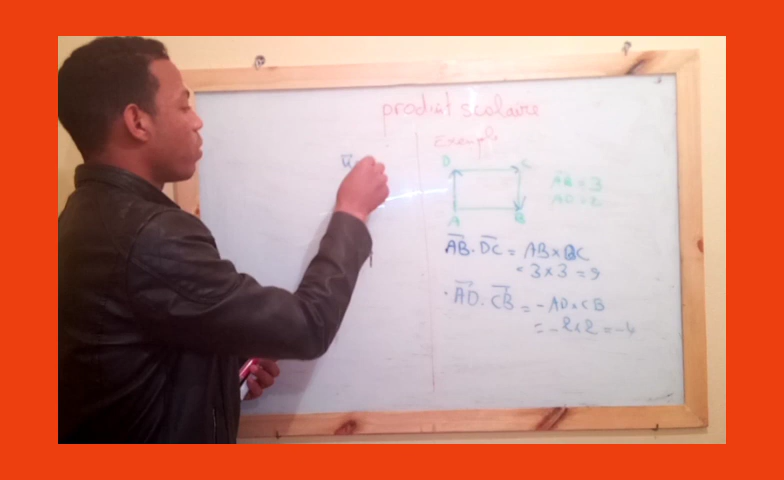 produit scalaire
Exemple
u
D C
AB = 3
AD = 2
A B
AB . DC = AB x DC
= 3 x 3 = 9
. AD . CB = - AD x CB
= - 2 x 2 = - 4